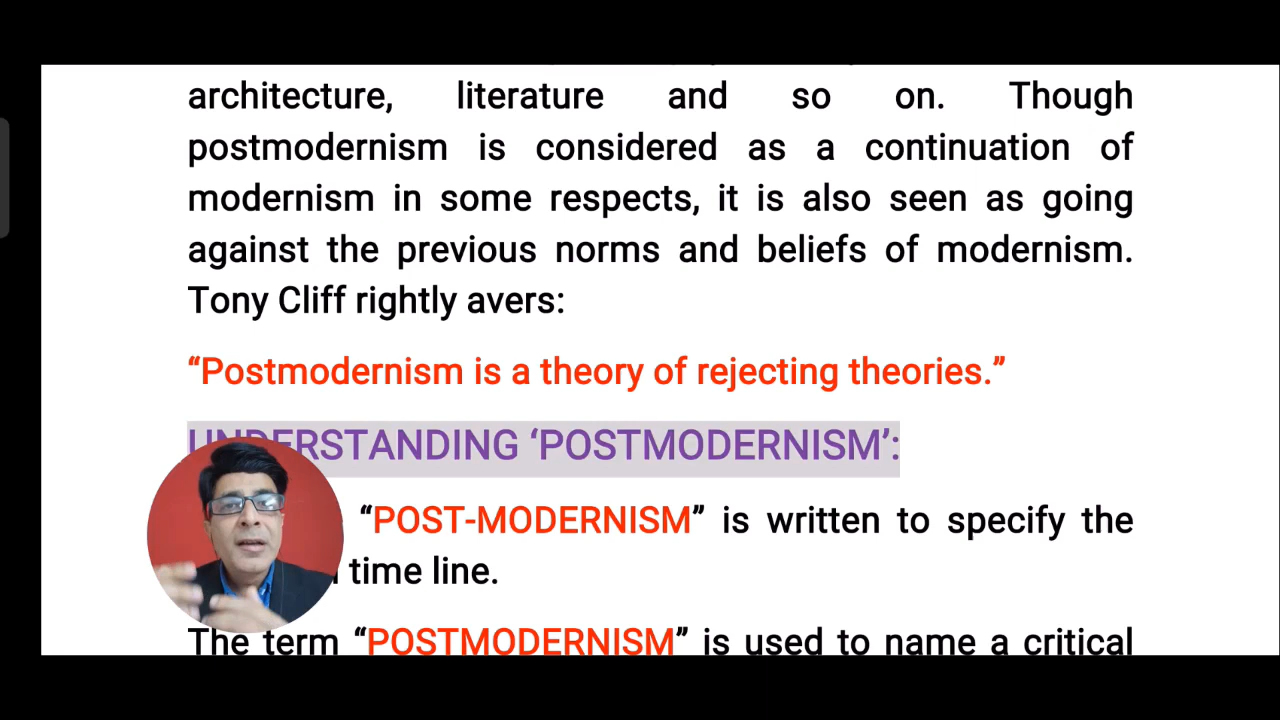 architecture, literature and so on. Though
postmodernism is considered as a continuation of
modernism in some respects, it is also seen as going
against the previous norms and beliefs of modernism.
Tony Cliff rightly avers:
“Postmodernism is a theory of rejecting theories.”
UNDERSTANDING ‘POSTMODERNISM’:
“POST-MODERNISM” is written to specify the
time line.
The term “POSTMODERNISM” is used to name a critical